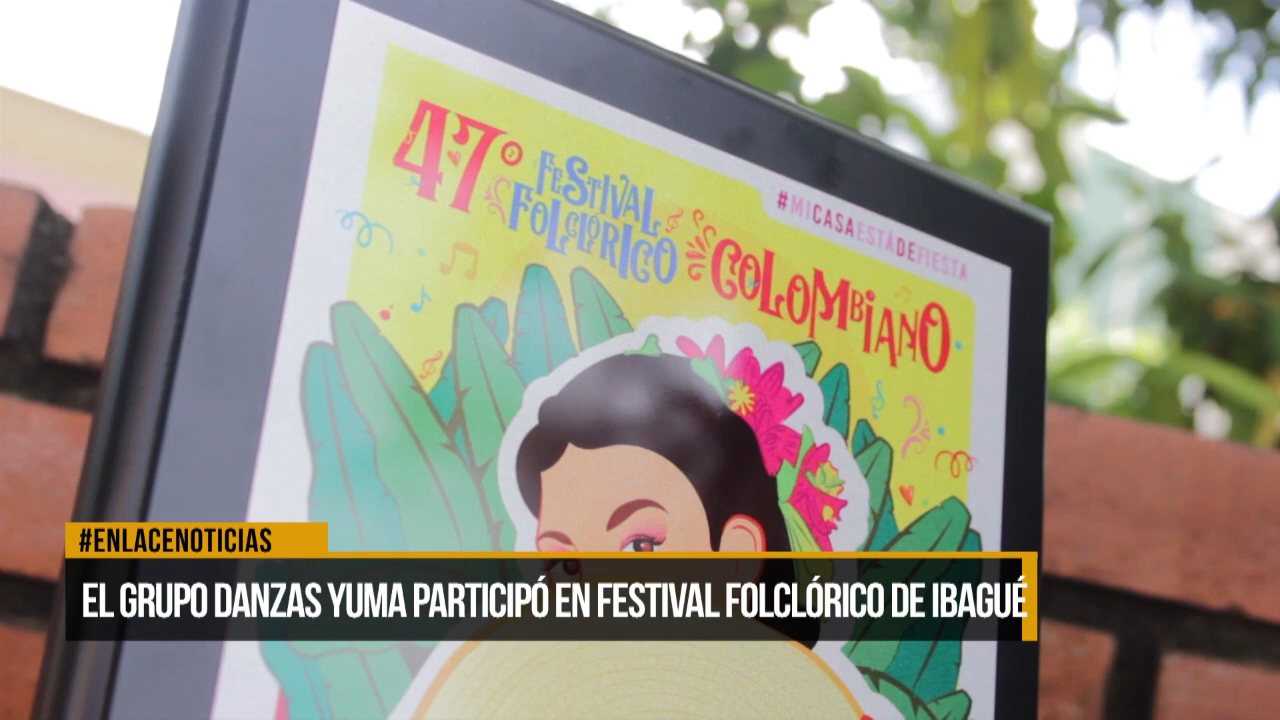 47° FESTIVAL FOLCLÓRICO COLOMBIANO
#MICASAESTÁDEFIESTA
#ENLACENOTICIAS
EL GRUPO DANZAS YUMA PARTICIPÓ EN FESTIVAL FOLCLÓRICO DE IBAGUÉ